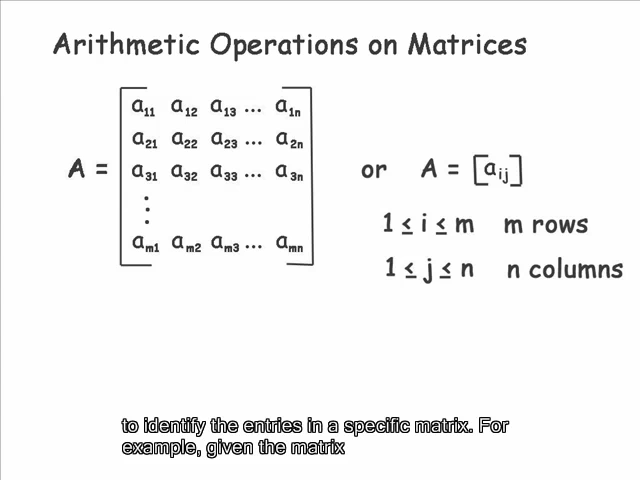 Arithmetic Operations on Matrices
a₁₁ a₁₂ a₁₃ ... a₁ₙ
a₂₁ a₂₂ a₂₃ ... a₂ₙ
A = a₃₁ a₃₂ a₃₃ ... a₃ₙ or A = [aᵢⱼ]
⋮
1 ≤ i ≤ m m rows
aₘ₁ aₘ₂ aₘ₃ ... aₘₙ
1 ≤ j ≤ n n columns
to identify the entries in a specific matrix. For
example, given the matrix